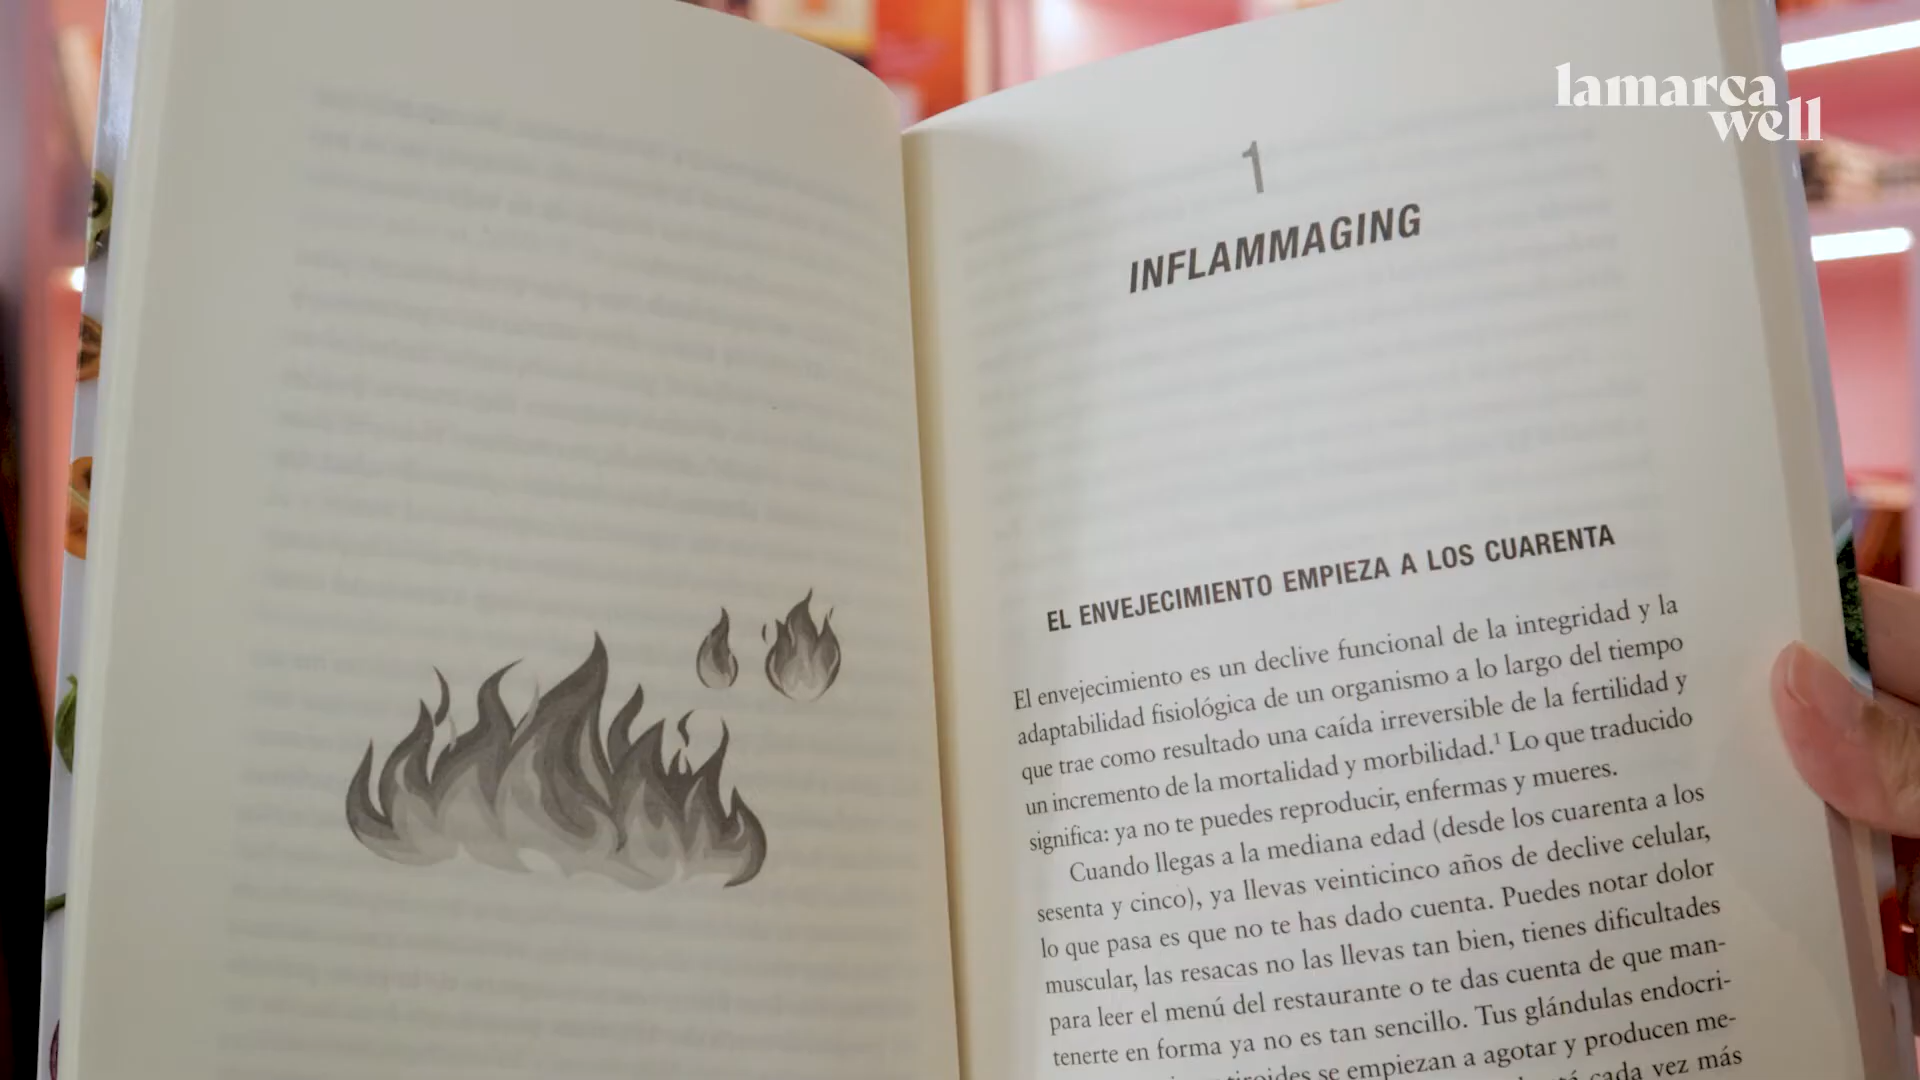 lamarca
well
1
INFLAMMAGING
EL ENVEJECIMIENTO EMPIEZA A LOS CUARENTA
El envejecimiento es un declive funcional de la integridad y la
adaptabilidad fisiológica de un organismo a lo largo del tiempo
que trae como resultado una caída irreversible de la fertilidad y
un incremento de la mortalidad y morbilidad.¹ Lo que traducido
significa: ya no te puedes reproducir, enfermas y mueres.
Cuando llegas a la mediana edad (desde los cuarenta a los
sesenta y cinco), ya llevas veinticinco años de declive celular,
lo que pasa es que no te has dado cuenta. Puedes notar dolor
muscular, las resacas no las llevas tan bien, tienes dificultades
para leer el menú del restaurante o te das cuenta de que man-
tenerte en forma ya no es tan sencillo. Tus glándulas endocri-
se empiezan a agotar y producen me-
cada vez más